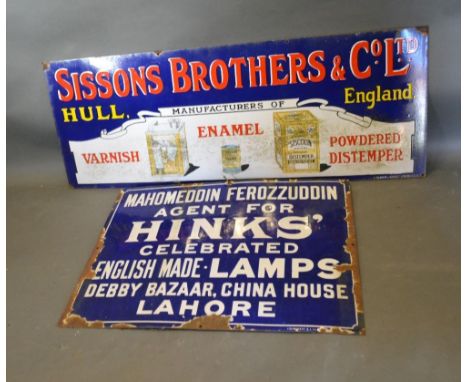 SISSONS BROTHERS & CO. LTD
HULL,
England
MANUFACTURERS OF
VARNISH
ENAMEL
POWDERED
DISTEMPER
MAHOMEDDIN FEROZZUDDIN
AGENT FOR
HINKS'
CELEBRATED
ENGLISH MADE · LAMPS
DEBBY BAZAAR, CHINA HOUSE
LAHORE